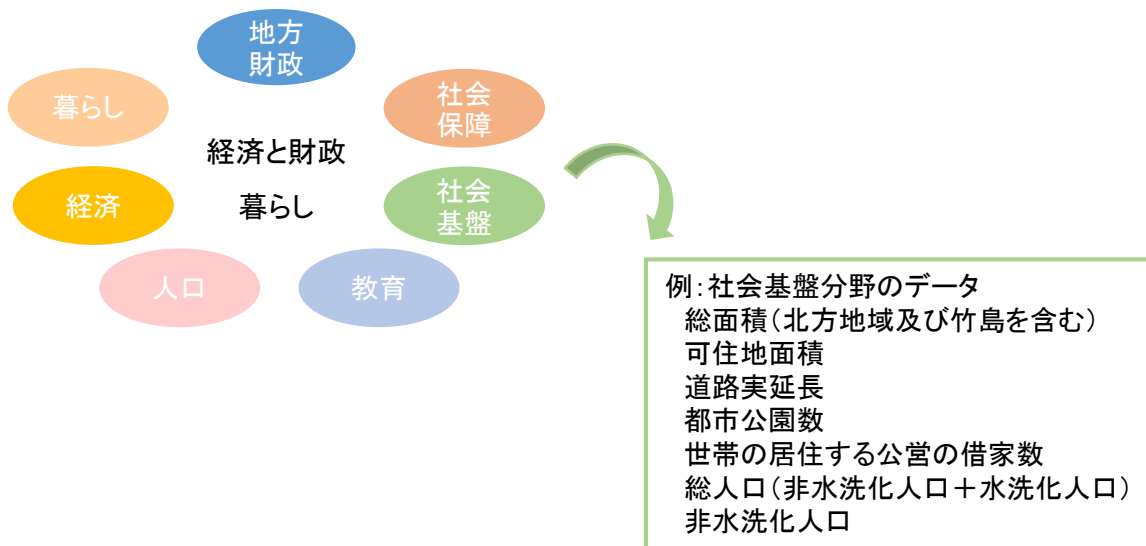 地方
財政
暮らし
社会
保障
経済と財政
経済
暮らし
社会
基盤
人口
教育
例：社会基盤分野のデータ
総面積（北方地域及び竹島を含む）
可住地面積
道路実延長
都市公園数
世帯の居住する公営の借家数
総人口（非水洗化人口＋水洗化人口）
非水洗化人口